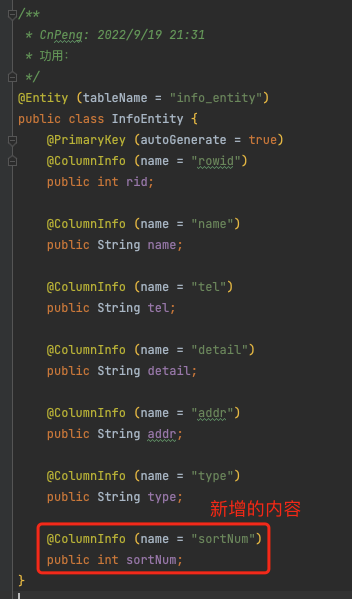 /**
* CnPeng: 2022/9/19 21:31
* 功用:
*/
@Entity (tableName = "info_entity")
public class InfoEntity {
@PrimaryKey (autoGenerate = true)
@ColumnInfo (name = "rowid")
public int rid;
@ColumnInfo (name = "name")
public String name;
@ColumnInfo (name = "tel")
public String tel;
@ColumnInfo (name = "detail")
public String detail;
@ColumnInfo (name = "addr")
public String addr;
@ColumnInfo (name = "type")
public String type;
新增的内容
@ColumnInfo (name = "sortNum")
public int sortNum;
}